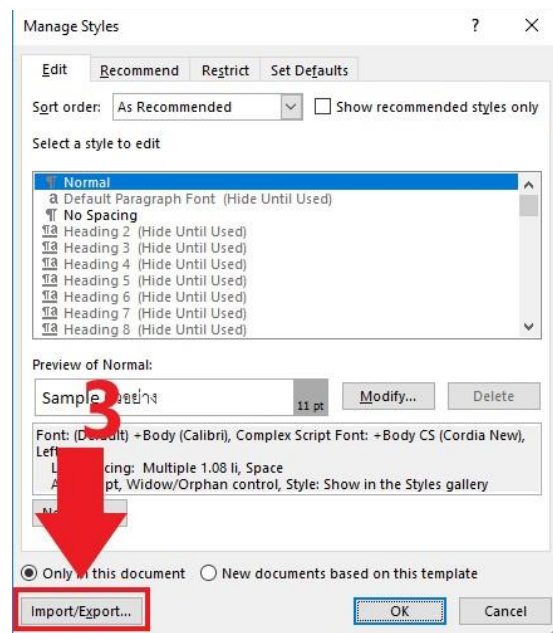 Manage Styles ? ×
Edit Recommend Restrict Set Defaults
Sort order: As Recommended Show recommended styles only
Select a style to edit
¶ Normal
a Default Paragraph Font (Hide Until Used)
¶ No Spacing
¶a Heading 2 (Hide Until Used)
¶a Heading 3 (Hide Until Used)
¶a Heading 4 (Hide Until Used)
¶a Heading 5 (Hide Until Used)
¶a Heading 6 (Hide Until Used)
¶a Heading 7 (Hide Until Used)
¶a Heading 8 (Hide Until Used)
Preview of Normal:
Sample 11 pt Modify... Delete
3
Font: +Body (Calibri), Complex Script Font: +Body CS (Cordia New),
Multiple 1.08 li, Space
Widow/Orphan control, Style: Show in the Styles gallery
Only in this document New documents based on this template
Import/Export... OK Cancel